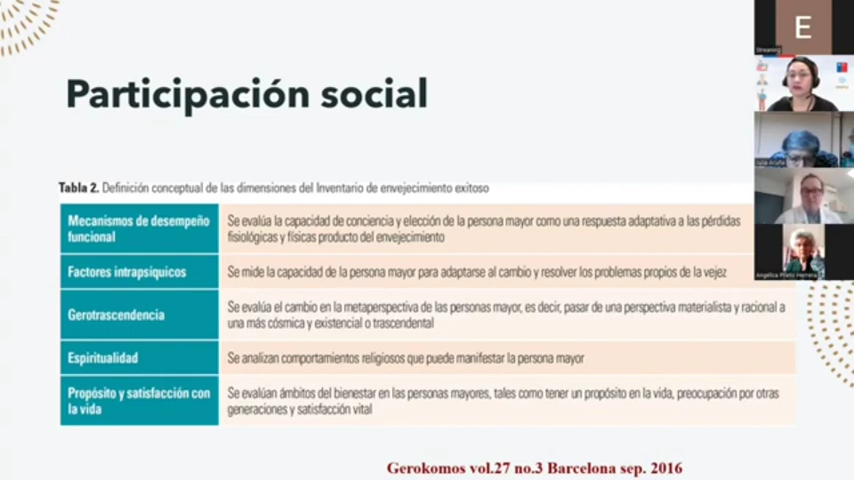 Participación social
Tabla 2. Definición conceptual de las dimensiones del Inventario de envejecimiento exitoso
Mecanismos de desempeño
funcional
Se evalúa la capacidad de conciencia y elección de la persona mayor como una respuesta adaptativa a las pérdidas
fisiológicas y físicas producto del envejecimiento
Factores intrapsíquicos
Se mide la capacidad de la persona mayor para adaptarse al cambio y resolver los problemas propios de la vejez
Gerotrascendencia
Se evalúa el cambio en la metaperspectiva de las personas mayor, es decir, pasar de una perspectiva materialista y racional a
una más cósmica y existencial o trascendental
Espiritualidad
Se analizan comportamientos religiosos que puede manifestar la persona mayor
Propósito y satisfacción con
la vida
Se evalúan ámbitos del bienestar en las personas mayores, tales como tener un propósito en la vida, preocupación por otras
generaciones y satisfacción vital
Gerokomos vol.27 no.3 Barcelona sep. 2016
E
Streaming
Angélica Prieto Herrera